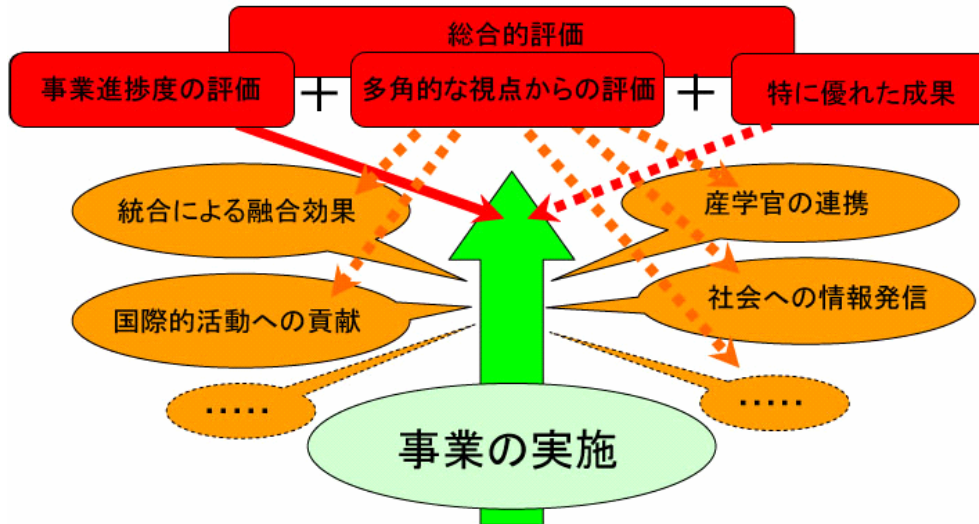 総合的評価
事業進捗度の評価 + 多角的な視点からの評価 + 特に優れた成果
統合による融合効果
産学官の連携
国際的活動への貢献
社会への情報発信
・・・・・
・・・・・
事業の実施